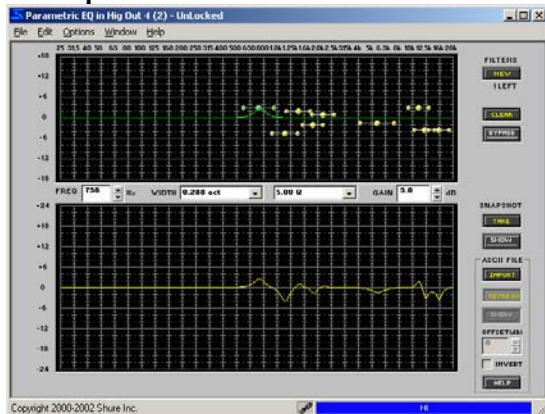 Parametric EQ in Hig Out 4 (2) - UnLocked
File Edit Options Window Help
25 31.5 40 50 63 80 100 125 160 200 250 315 400 500 630 800 1k 1.25k 1.6k 2.0k 2.5k 3.15k 4k 5k 6.3k 8k 10k 12.5k 16k 20k
+18
+12
+6
0
-6
-12
-18
FILTERS
NEW
1 LEFT
CLEAR
BYPASS
FREQ 758 Hz WIDTH 0.288 oct 5.00 Q GAIN 3.0 dB
+12
+6
0
-6
-12
-18
-24
SNAPSHOT
TAKE
SHOW
ASCII FILE
IMPORT
REFRESH
SHOW
OFFSET(dB)
0
INVERT
HELP
Copyright 2000-2002 Shure Inc.
HI